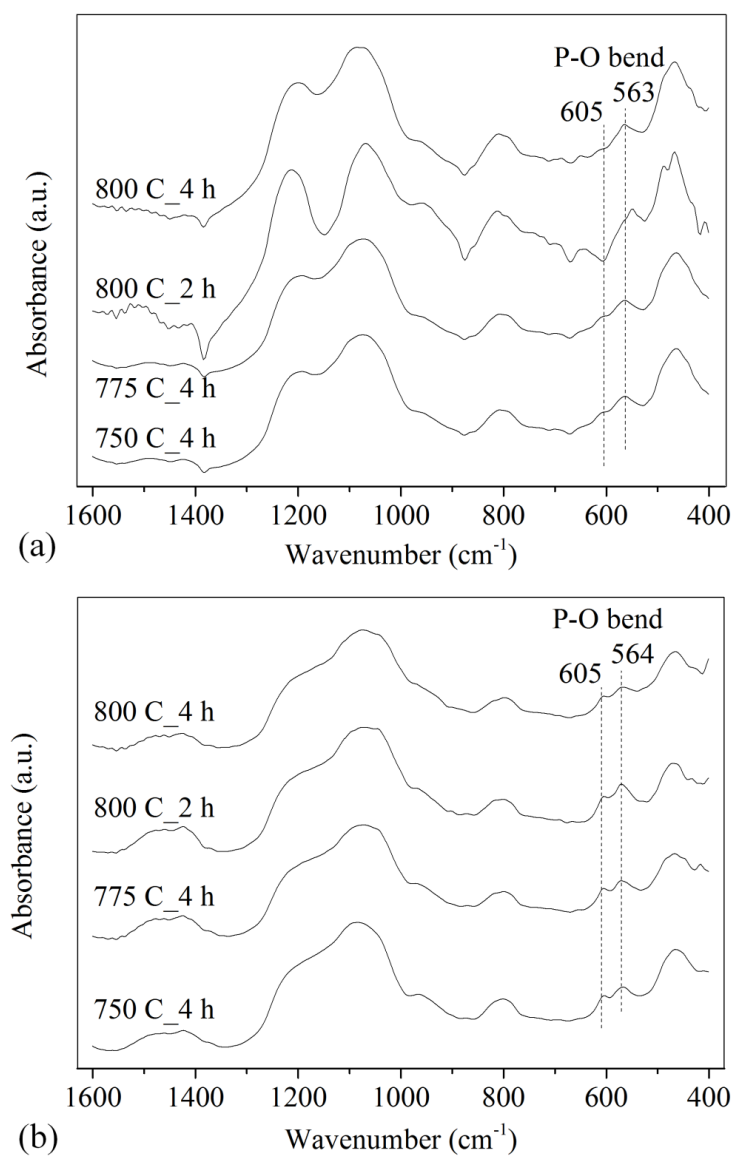 P-O bend
563
605
800 C_4 h
800 C_2 h
775 C_4 h
750 C_4 h
Absorbance (a.u.)
1600 1400 1200 1000 800 600 400
Wavenumber (cm⁻¹)
(a)
P-O bend
564
605
800 C_4 h
800 C_2 h
775 C_4 h
750 C_4 h
Absorbance (a.u.)
1600 1400 1200 1000 800 600 400
Wavenumber (cm⁻¹)
(b)